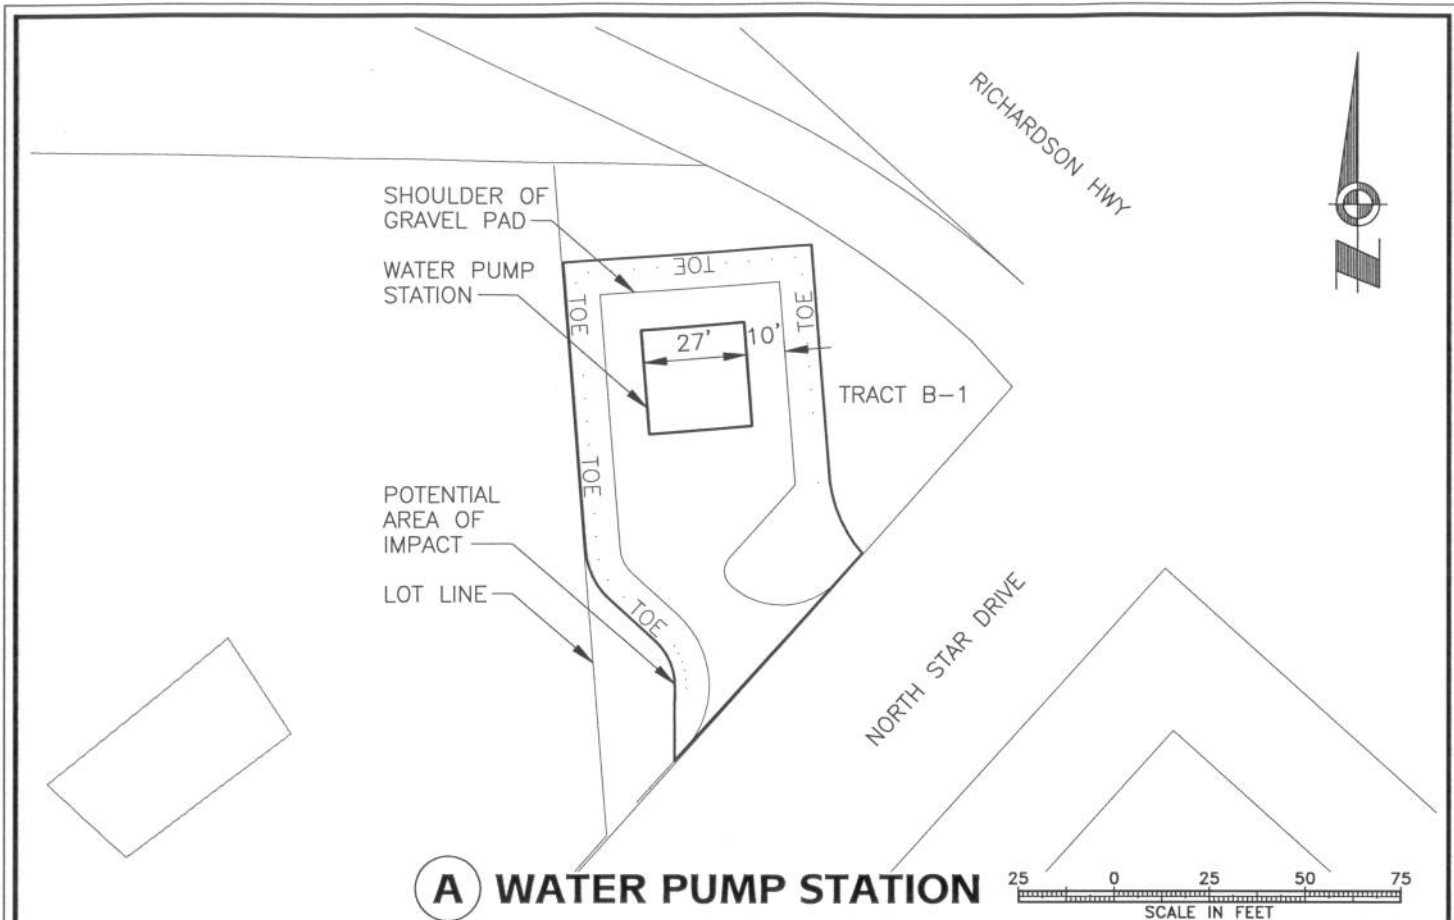 RICHARDSON HWY
SHOULDER OF
GRAVEL PAD
WATER PUMP
STATION
TOE
TOE
TOE
27'
10'
TRACT B-1
TOE
POTENTIAL
AREA OF
IMPACT
LOT LINE
TOE
NORTH STAR DRIVE
N
A WATER PUMP STATION
25 0 25 50 75
SCALE IN FEET